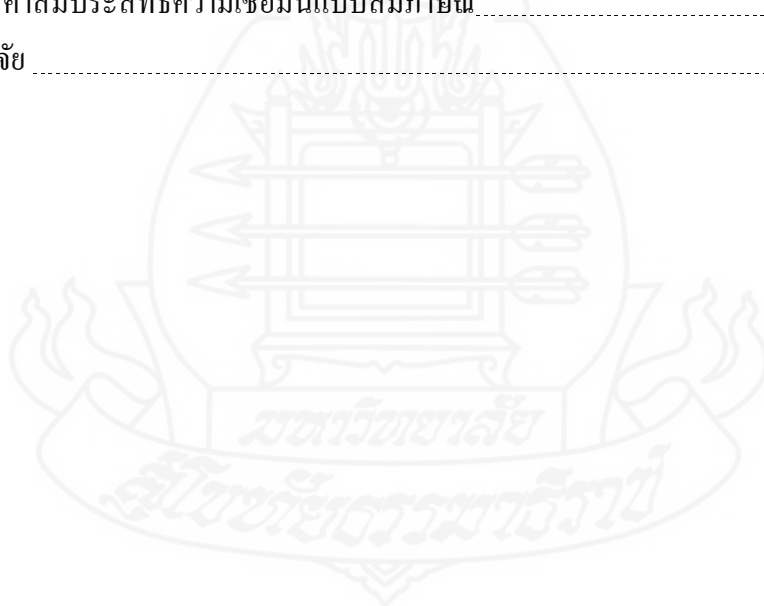 ค่าสัมประสิทธิ์ความเชื่อมั่นแบบสัมภาษณ์
จัย
มหาวิทยาลัย
สุโขทัยธรรมาธิราช